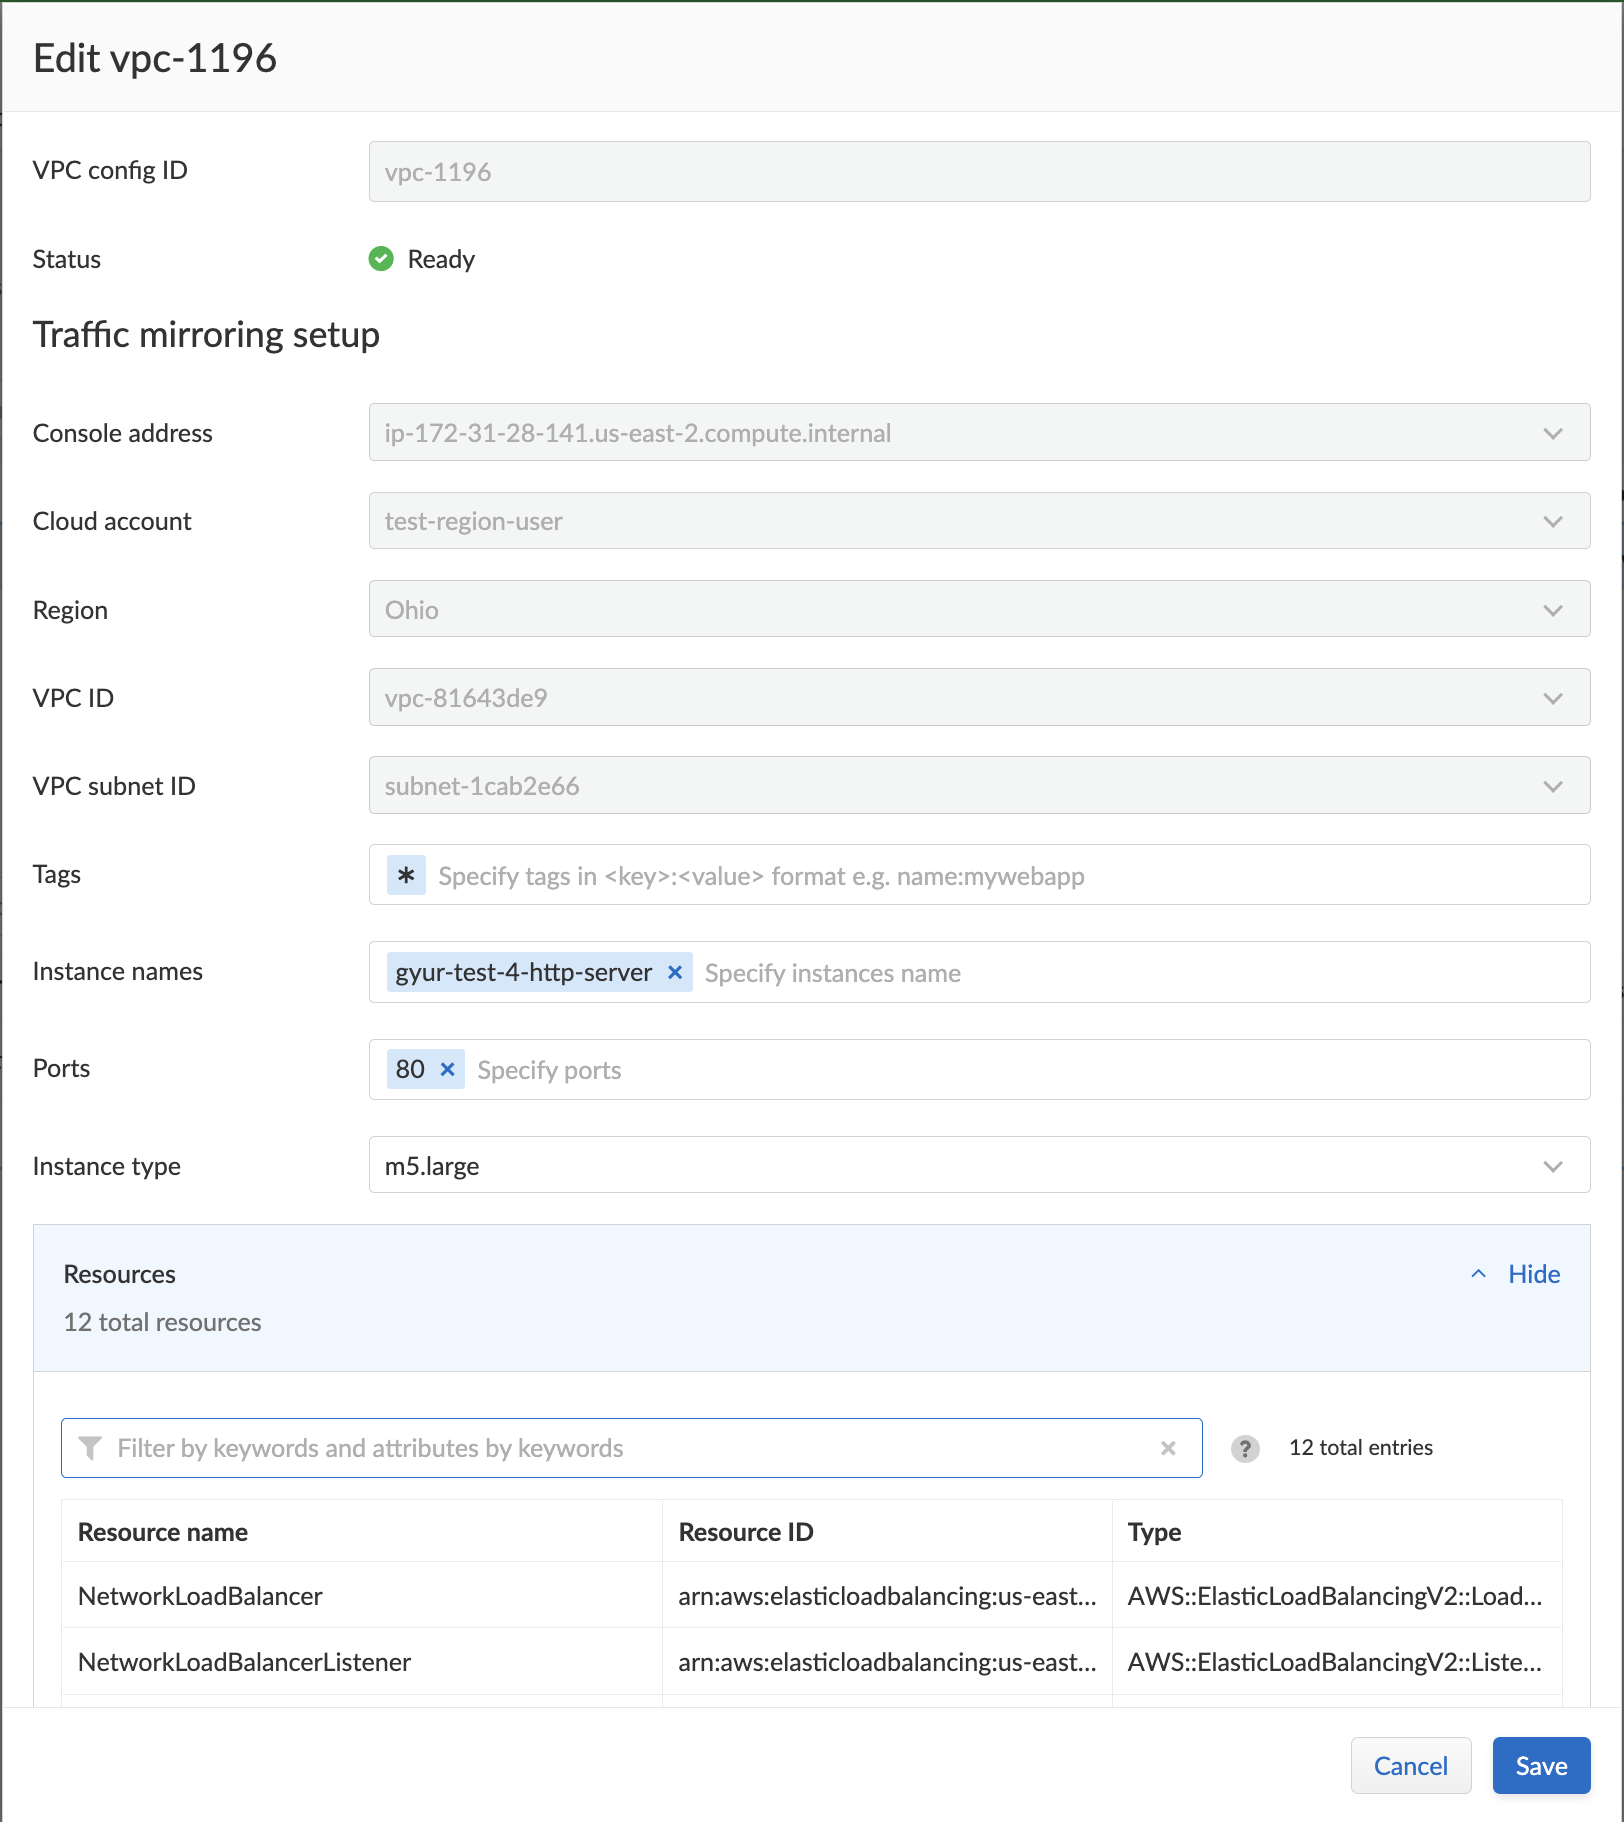 Edit vpc-1196
VPC config ID
vpc-1196
Status
Ready
Traffic mirroring setup
Console address
ip-172-31-28-141.us-east-2.compute.internal
Cloud account
test-region-user
Region
Ohio
VPC ID
vpc-81643de9
VPC subnet ID
subnet-1cab2e66
Tags
* Specify tags in <key>:<value> format e.g. name:mywebapp
Instance names
gyur-test-4-http-server × Specify instances name
Ports
80 × Specify ports
Instance type
m5.large
Resources
Hide
12 total resources
Filter by keywords and attributes by keywords ×
? 12 total entries
Resource name Resource ID Type
NetworkLoadBalancer arn:aws:elasticloadbalancing:us-east... AWS::ElasticLoadBalancingV2::Load...
NetworkLoadBalancerListener arn:aws:elasticloadbalancing:us-east... AWS::ElasticLoadBalancingV2::Liste...
Cancel Save